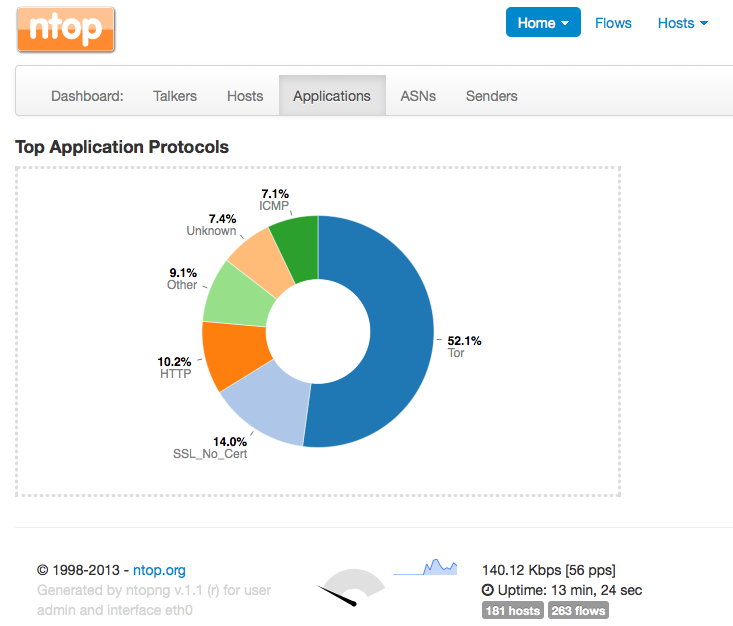 ntop
Home Flows Hosts
Dashboard: Talkers Hosts Applications ASNs Senders
Top Application Protocols
7.1%
ICMP
7.4%
Unknown
9.1%
Other
10.2%
HTTP
14.0%
SSL_No_Cert
52.1%
Tor
© 1998-2013 - ntop.org
Generated by ntopng v.1.1 (r) for user
admin and interface eth0
140.12 Kbps [56 pps]
Uptime: 13 min, 24 sec
181 hosts 263 flows